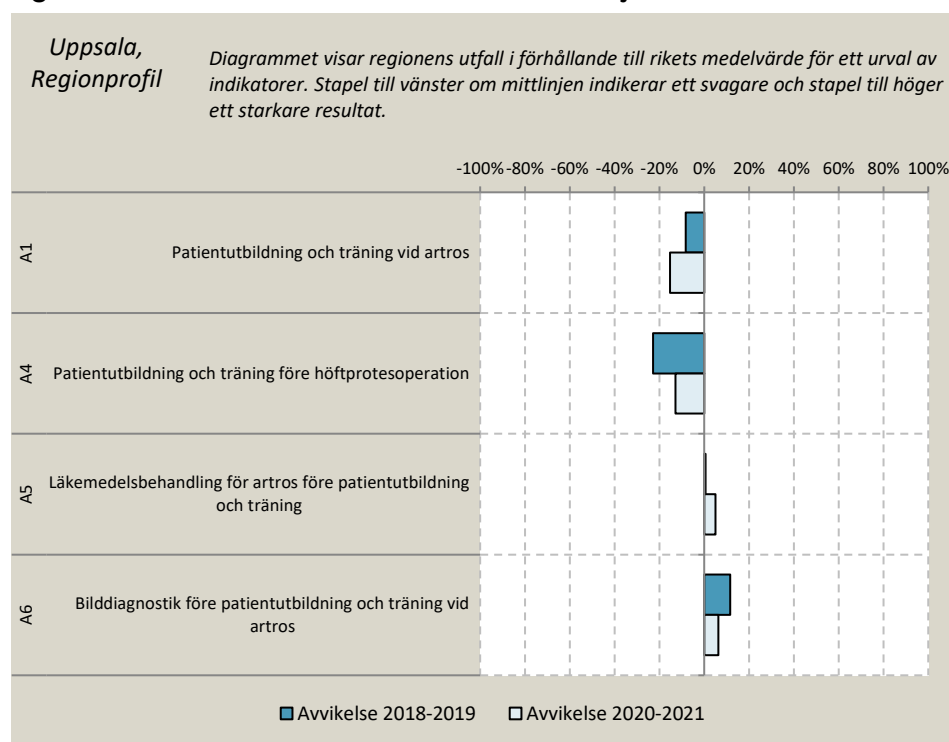 Uppsala,
Regionprofil
Diagrammet visar regionens utfall i förhållande till rikets medelvärde för ett urval av
indikatorer. Stapel till vänster om mittlinjen indikerar ett svagare och stapel till höger
ett starkare resultat.
-100% -80% -60% -40% -20% 0% 20% 40% 60% 80% 100%
A1 Patientutbildning och träning vid artros
A4 Patientutbildning och träning före höftprotesoperation
A5 Läkemedelsbehandling för artros före patientutbildning
och träning
A6 Bilddiagnostik före patientutbildning och träning vid
artros
Avvikelse 2018-2019 Avvikelse 2020-2021